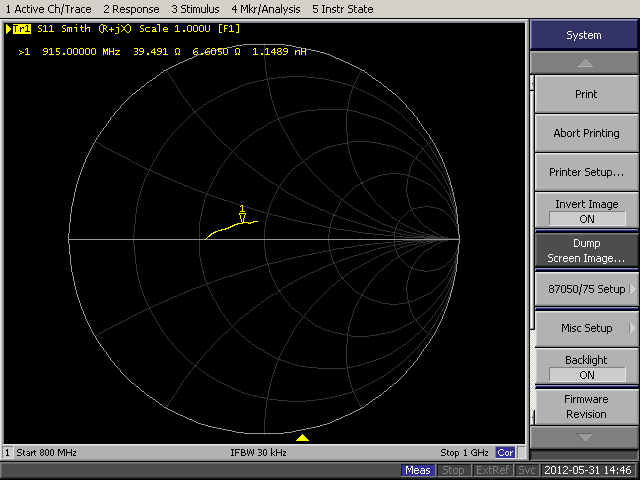 1 Active Ch/Trace 2 Response 3 Stimulus 4 Mkr/Analysis 5 Instr State
Tr1 S11 Smith (R+jX) Scale 1.000U [F1]
>1 915.00000 MHz 39.491 Ω 6.6050 Ω 1.1489 nH
1
System
Print
Abort Printing
Printer Setup...
Invert Image
ON
Dump
Screen Image...
87050/75 Setup
Misc Setup
Backlight
ON
Firmware
Revision
1 Start 800 MHz IFBW 30 kHz Stop 1 GHz Cor
Meas Stop ExtRef Svc 2012-05-31 14:46